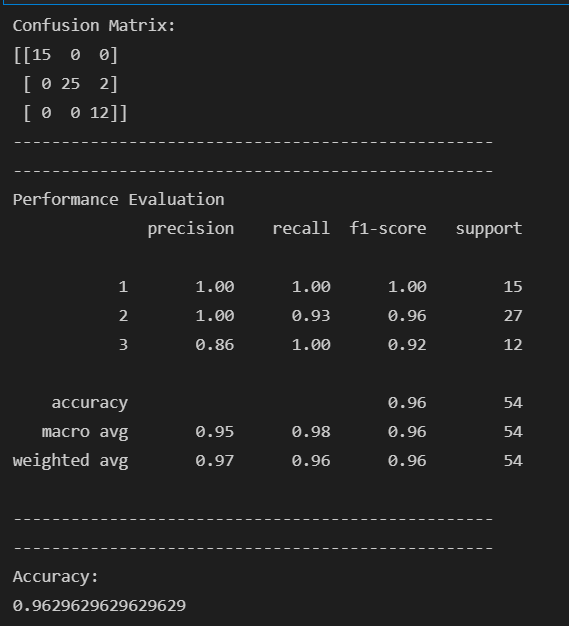 Confusion Matrix:
[[15  0  0]
 [ 0 25  2]
 [ 0  0 12]]
--------------------------------------------------
--------------------------------------------------
Performance Evaluation
              precision    recall  f1-score   support

           1       1.00      1.00      1.00        15
           2       1.00      0.93      0.96        27
           3       0.86      1.00      0.92        12

    accuracy                           0.96        54
   macro avg       0.95      0.98      0.96        54
weighted avg       0.97      0.96      0.96        54

--------------------------------------------------
--------------------------------------------------
Accuracy:
0.9629629629629629